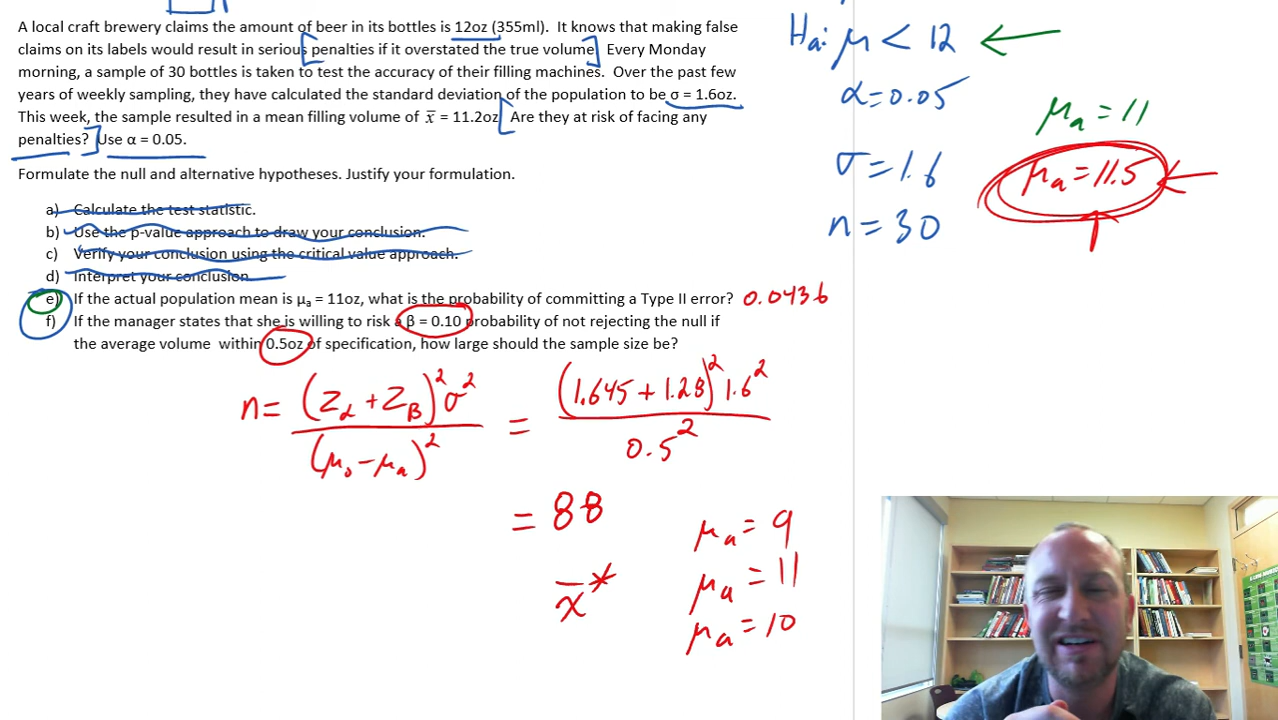 A local craft brewery claims the amount of beer in its bottles is 12oz (355ml).  It knows that making false
claims on its labels would result in serious penalties if it overstated the true volume.  Every Monday
morning, a sample of 30 bottles is taken to test the accuracy of their filling machines.  Over the past few
years of weekly sampling, they have calculated the standard deviation of the population to be σ = 1.6oz.
This week, the sample resulted in a mean filling volume of x̅ = 11.2oz.  Are they at risk of facing any
penalties?  Use α = 0.05.
Formulate the null and alternative hypotheses. Justify your formulation.
a) Calculate the test statistic.
b) Use the p-value approach to draw your conclusion.
c) Verify your conclusion using the critical value approach.
d) Interpret your conclusion
e) If the actual population mean is μₐ = 11oz, what is the probability of committing a Type II error? 0.0436
f) If the manager states that she is willing to risk a β = 0.10 probability of not rejecting the null if
the average volume  within 0.5oz of specification, how large should the sample size be?
Ha: μ < 12
α = 0.05
μₐ = 11
σ = 1.6
μₐ = 11.5
n = 30
n = (Z_α + Z_β)² σ² / (μ₀ − μₐ)² = (1.645 + 1.28)² 1.6² / 0.5²
= 88
x̅*
μₐ = 9
μₐ = 11
μₐ = 10